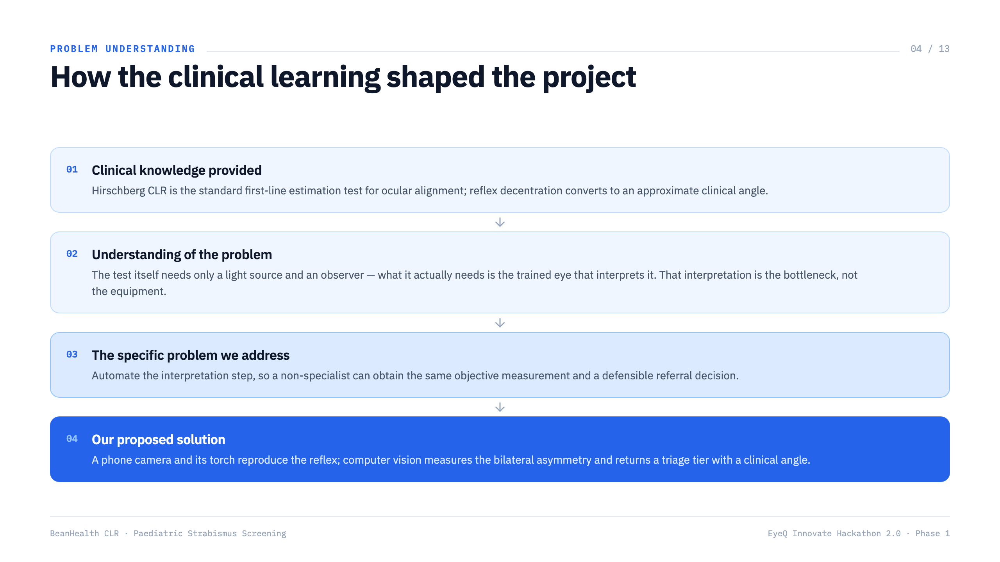 PROBLEM UNDERSTANDING
04 / 13
How the clinical learning shaped the project
01
Clinical knowledge provided
Hirschberg CLR is the standard first-line estimation test for ocular alignment; reflex decentration converts to an approximate clinical angle.
02
Understanding of the problem
The test itself needs only a light source and an observer — what it actually needs is the trained eye that interprets it. That interpretation is the bottleneck, not
the equipment.
03
The specific problem we address
Automate the interpretation step, so a non-specialist can obtain the same objective measurement and a defensible referral decision.
04
Our proposed solution
A phone camera and its torch reproduce the reflex; computer vision measures the bilateral asymmetry and returns a triage tier with a clinical angle.
BeanHealth CLR · Paediatric Strabismus Screening
EyeQ Innovate Hackathon 2.0 · Phase 1